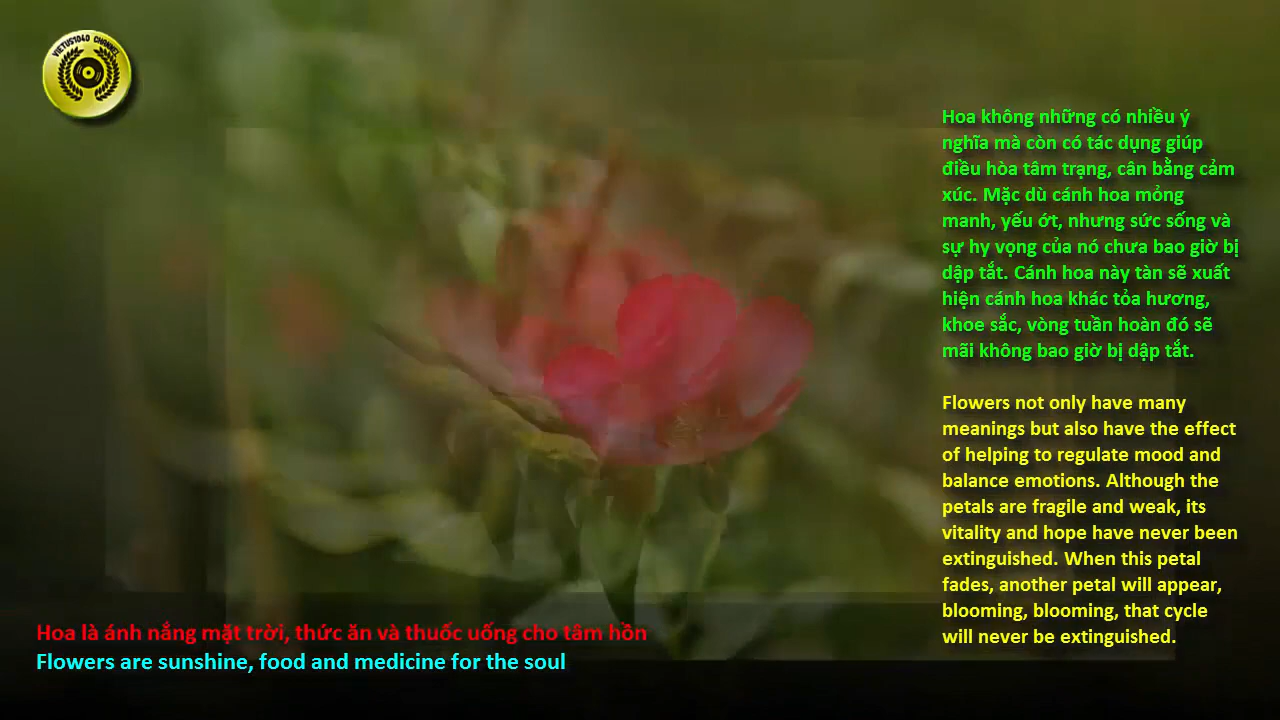 VIETUS1040 CHANNEL
Hoa không những có nhiều ý
nghĩa mà còn có tác dụng giúp
điều hòa tâm trạng, cân bằng cảm
xúc. Mặc dù cánh hoa mỏng
manh, yếu ớt, nhưng sức sống và
sự hy vọng của nó chưa bao giờ bị
dập tắt. Cánh hoa này tàn sẽ xuất
hiện cánh hoa khác tỏa hương,
khoe sắc, vòng tuần hoàn đó sẽ
mãi không bao giờ bị dập tắt.
Flowers not only have many
meanings but also have the effect
of helping to regulate mood and
balance emotions. Although the
petals are fragile and weak, its
vitality and hope have never been
extinguished. When this petal
fades, another petal will appear,
blooming, blooming, that cycle
will never be extinguished.
Hoa là ánh nắng mặt trời, thức ăn và thuốc uống cho tâm hồn
Flowers are sunshine, food and medicine for the soul